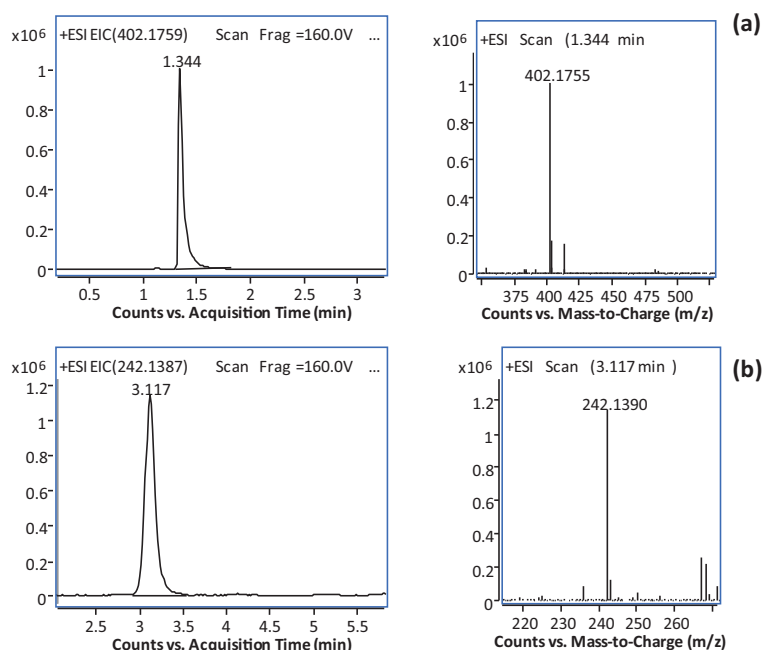 (a)
x10⁶
+ESI EIC(402.1759) Scan Frag =160.0V ...
1.344
1
0.8
0.6
0.4
0.2
0
0.5 1 1.5 2 2.5 3
Counts vs. Acquisition Time (min)
x10⁶
+ESI Scan (1.344 min
402.1755
1
0.8
0.6
0.4
0.2
0
375 400 425 450 475 500
Counts vs. Mass-to-Charge (m/z)
(b)
x10⁶
+ESI EIC(242.1387) Scan Frag =160.0V ...
3.117
1.2
1
0.8
0.6
0.4
0.2
0
2.5 3 3.5 4 4.5 5 5.5
Counts vs. Acquisition Time (min)
x10⁶
+ESI Scan (3.117 min )
242.1390
1.2
1
0.8
0.6
0.4
0.2
0
220 230 240 250 260
Counts vs. Mass-to-Charge (m/z)